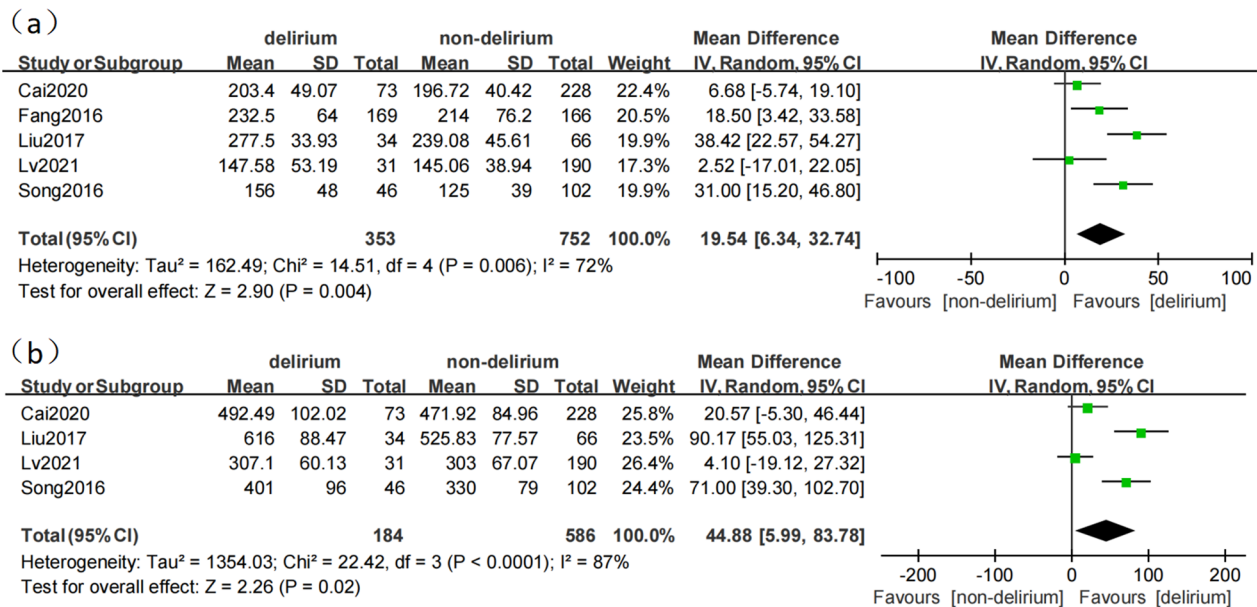 （a）
delirium non-delirium Mean Difference Mean Difference
Study or Subgroup Mean SD Total Mean SD Total Weight IV, Random, 95% CI IV, Random, 95% CI
Cai2020 203.4 49.07 73 196.72 40.42 228 22.4% 6.68 [-5.74, 19.10]
Fang2016 232.5 64 169 214 76.2 166 20.5% 18.50 [3.42, 33.58]
Liu2017 277.5 33.93 34 239.08 45.61 66 19.9% 38.42 [22.57, 54.27]
Lv2021 147.58 53.19 31 145.06 38.94 190 17.3% 2.52 [-17.01, 22.05]
Song2016 156 48 46 125 39 102 19.9% 31.00 [15.20, 46.80]
Total (95% CI) 353 752 100.0% 19.54 [6.34, 32.74]
Heterogeneity: Tau² = 162.49; Chi² = 14.51, df = 4 (P = 0.006); I² = 72%
Test for overall effect: Z = 2.90 (P = 0.004)
-100 -50 0 50 100
Favours [non-delirium] Favours [delirium]
（b）
delirium non-delirium Mean Difference Mean Difference
Study or Subgroup Mean SD Total Mean SD Total Weight IV, Random, 95% CI IV, Random, 95% CI
Cai2020 492.49 102.02 73 471.92 84.96 228 25.8% 20.57 [-5.30, 46.44]
Liu2017 616 88.47 34 525.83 77.57 66 23.5% 90.17 [55.03, 125.31]
Lv2021 307.1 60.13 31 303 67.07 190 26.4% 4.10 [-19.12, 27.32]
Song2016 401 96 46 330 79 102 24.4% 71.00 [39.30, 102.70]
Total (95% CI) 184 586 100.0% 44.88 [5.99, 83.78]
Heterogeneity: Tau² = 1354.03; Chi² = 22.42, df = 3 (P < 0.0001); I² = 87%
Test for overall effect: Z = 2.26 (P = 0.02)
-200 -100 0 100 200
Favours [non-delirium] Favours [delirium]